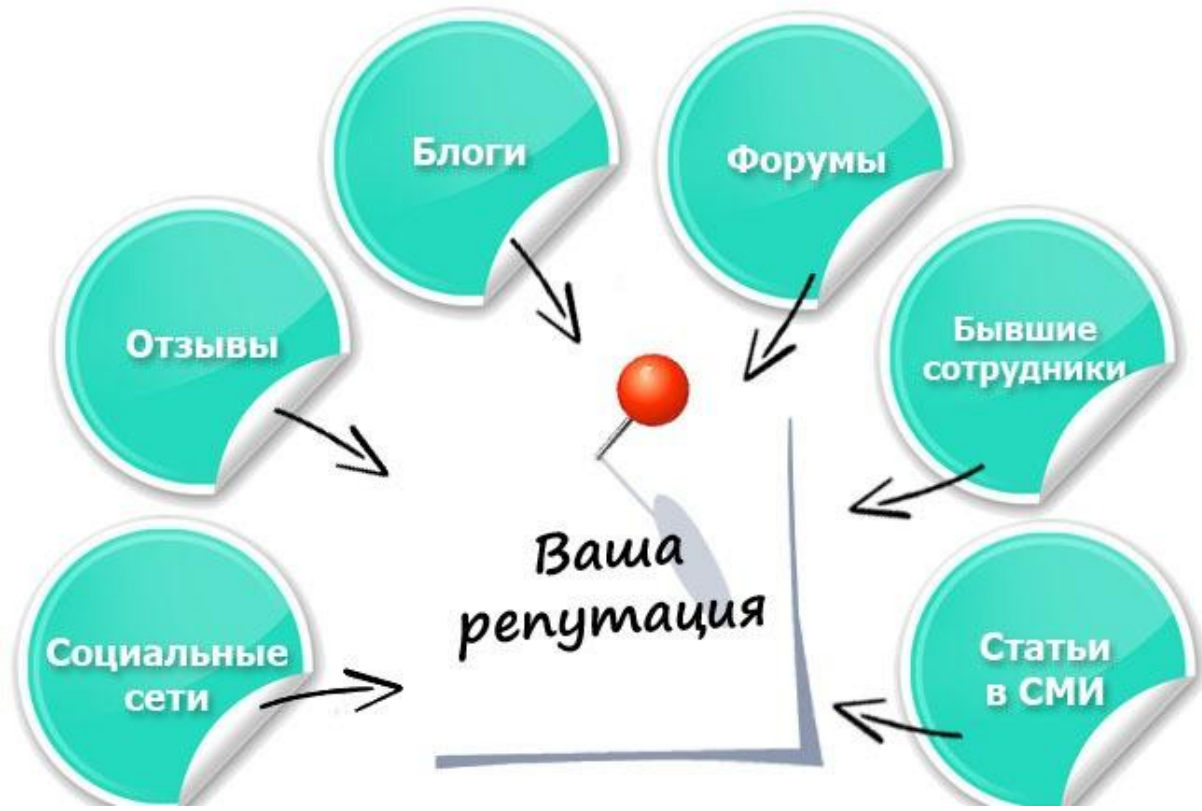 Блоги
Форумы
Отзывы
Бывшие
сотрудники
Социальные
сети
Ваша
репутация
Статьи
в СМИ